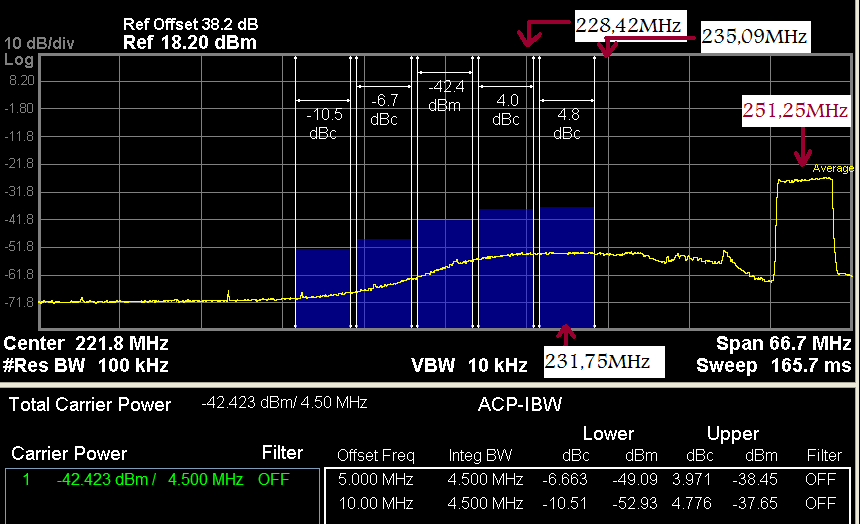 Ref Offset 38.2 dB
10 dB/div Ref 18.20 dBm
Log
228,42MHz
235,09MHz
251,25MHz
8.20
-1.80
-11.8
-21.8
-31.8
-41.8
-51.8
-61.8
-71.8
-10.5 dBc
-6.7 dBc
-42.4 dBm
4.0 dBc
4.8 dBc
Average
Center 221.8 MHz Span 66.7 MHz
#Res BW 100 kHz VBW 10 kHz Sweep 165.7 ms
231,75MHz
Total Carrier Power -42.423 dBm/ 4.50 MHz ACP-IBW
Lower Upper
Carrier Power Filter Offset Freq Integ BW dBc dBm dBc dBm Filter
1 -42.423 dBm / 4.500 MHz OFF 5.000 MHz 4.500 MHz -6.663 -49.09 3.971 -38.45 OFF
10.00 MHz 4.500 MHz -10.51 -52.93 4.776 -37.65 OFF